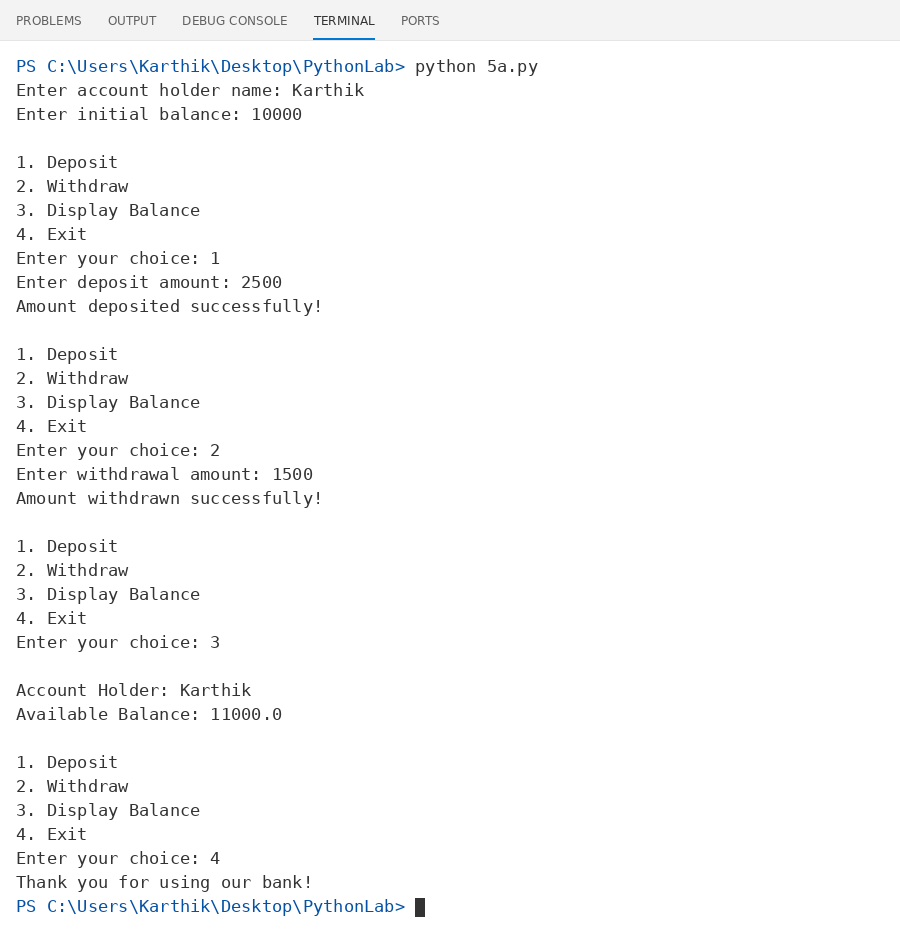 PROBLEMS OUTPUT DEBUG CONSOLE TERMINAL PORTS
PS C:\Users\Karthik\Desktop\PythonLab> python 5a.py
Enter account holder name: Karthik
Enter initial balance: 10000

1. Deposit
2. Withdraw
3. Display Balance
4. Exit
Enter your choice: 1
Enter deposit amount: 2500
Amount deposited successfully!

1. Deposit
2. Withdraw
3. Display Balance
4. Exit
Enter your choice: 2
Enter withdrawal amount: 1500
Amount withdrawn successfully!

1. Deposit
2. Withdraw
3. Display Balance
4. Exit
Enter your choice: 3

Account Holder: Karthik
Available Balance: 11000.0

1. Deposit
2. Withdraw
3. Display Balance
4. Exit
Enter your choice: 4
Thank you for using our bank!
PS C:\Users\Karthik\Desktop\PythonLab>